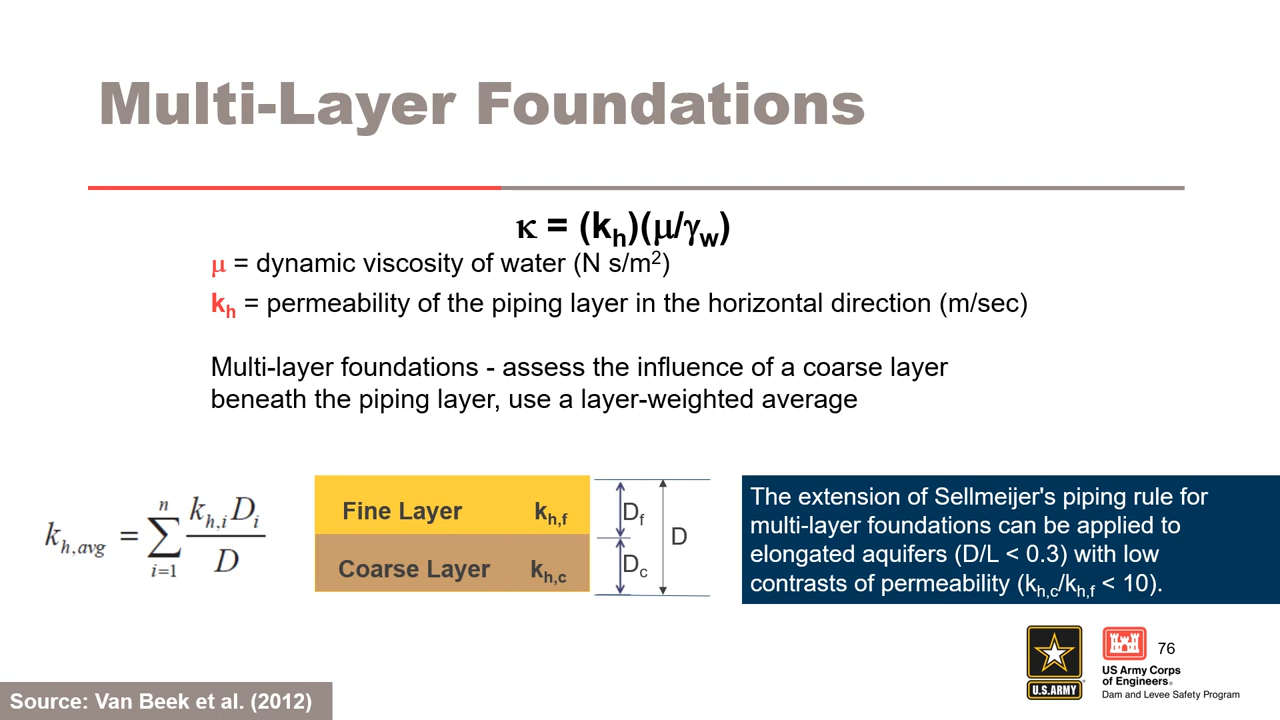 Multi-Layer Foundations
κ = (kh)(μ/γw)
μ = dynamic viscosity of water (N s/m²)
kh = permeability of the piping layer in the horizontal direction (m/sec)
Multi-layer foundations - assess the influence of a coarse layer
beneath the piping layer, use a layer-weighted average
kh,avg = Σ(i=1 to n) kh,i Di / D
Fine Layer kh,f
Coarse Layer kh,c
Df
Dc
D
The extension of Sellmeijer's piping rule for
multi-layer foundations can be applied to
elongated aquifers (D/L < 0.3) with low
contrasts of permeability (kh,c/kh,f < 10).
U.S.ARMY
US Army Corps
of Engineers®
Dam and Levee Safety Program
76
Source: Van Beek et al. (2012)